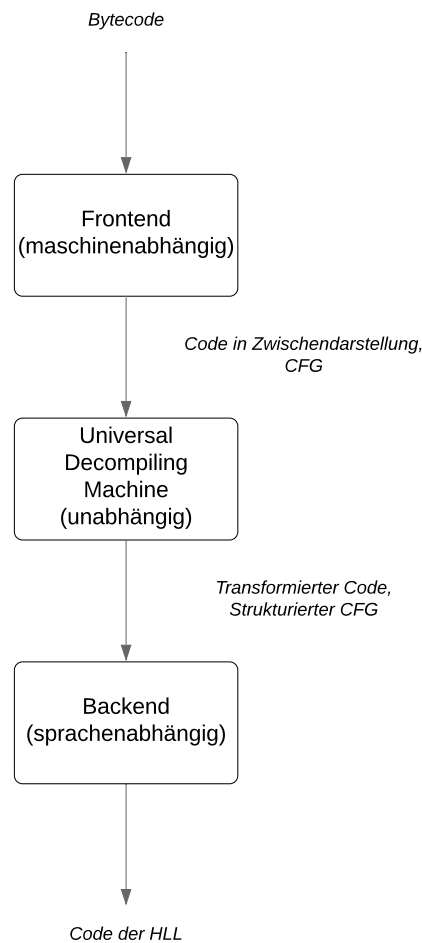 Bytecode
Frontend
(maschinenabhängig)
Code in Zwischendarstellung,
CFG
Universal
Decompiling
Machine
(unabhängig)
Transformierter Code,
Strukturierter CFG
Backend
(sprachenabhängig)
Code der HLL